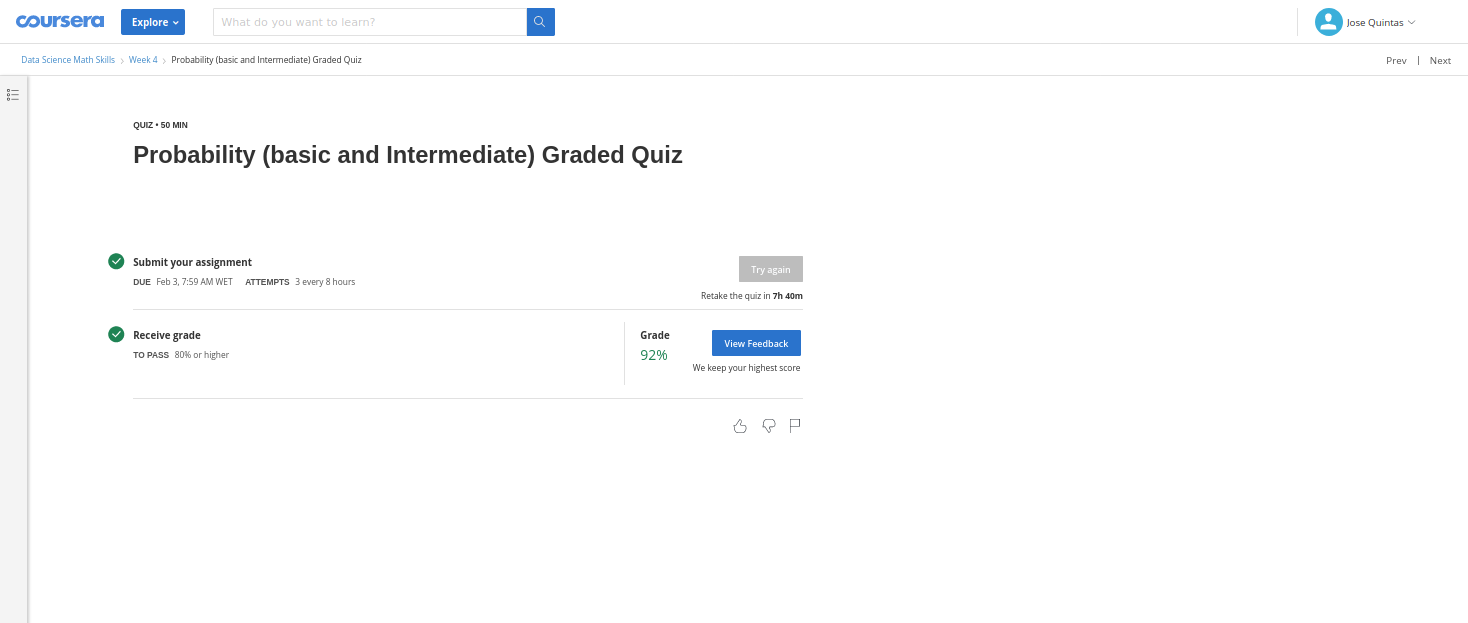 coursera Explore What do you want to learn? Jose Quintas
Data Science Math Skills Week 4 Probability (basic and Intermediate) Graded Quiz Prev | Next
QUIZ • 50 MIN
Probability (basic and Intermediate) Graded Quiz
Submit your assignment
DUE Feb 3, 7:59 AM WET ATTEMPTS 3 every 8 hours
Try again
Retake the quiz in 7h 40m
Receive grade
TO PASS 80% or higher
Grade
92%
View Feedback
We keep your highest score